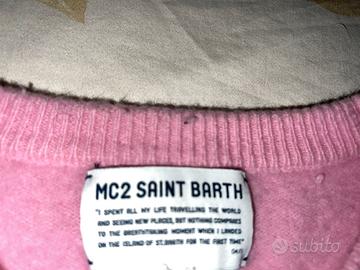 MC2 SAINT BARTH
"I SPENT ALL MY LIFE TRAVELLING THE WORLD
AND SEEING NEW PLACES, BUT NOTHING COMPARES
TO THE BREATHTAKING MOMENT WHEN I LANDED
ON THE ISLAND OF ST.BARTH FOR THE FIRST TIME"
subito